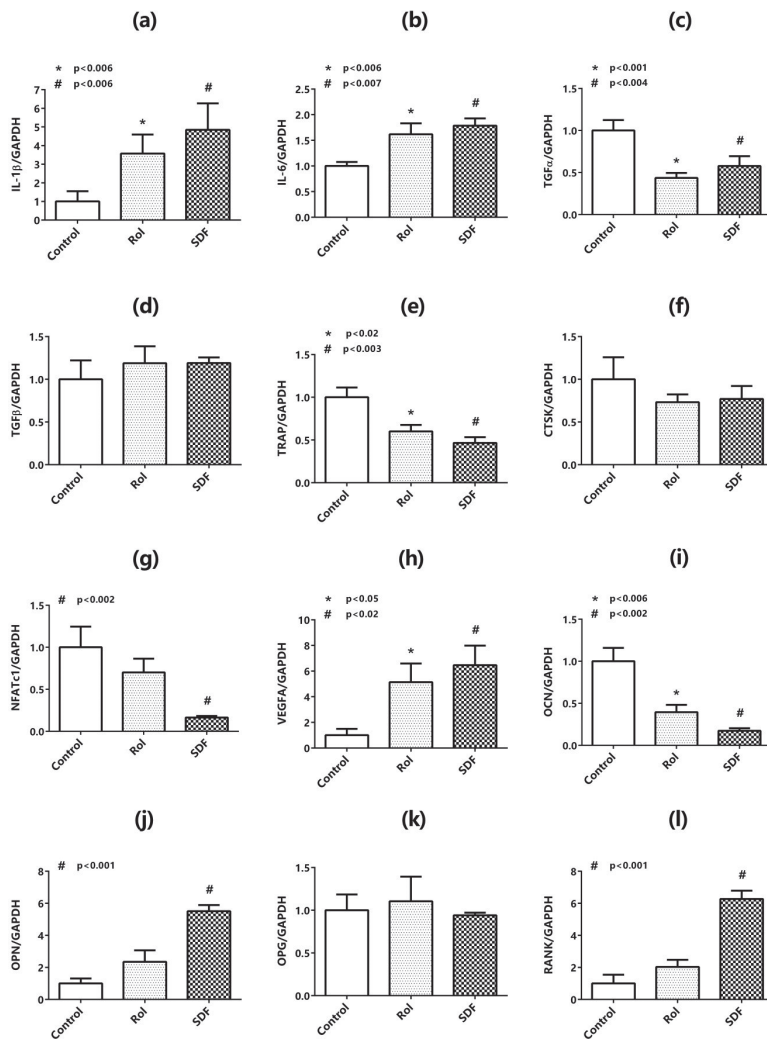 (a)
* p<0.006
# p<0.006
IL-1β/GAPDH
7
6
5
4
3
2
1
0
*
#
Control
Rol
SDF
(b)
* p<0.006
# p<0.007
IL-6/GAPDH
2.5
2.0
1.5
1.0
0.5
0.0
*
#
Control
Rol
SDF
(c)
* p<0.001
# p<0.004
TGFα/GAPDH
1.5
1.0
0.5
0.0
*
#
Control
Rol
SDF
(d)
TGFβ/GAPDH
1.5
1.0
0.5
0.0
Control
Rol
SDF
(e)
* p<0.02
# p<0.003
TRAP/GAPDH
1.5
1.0
0.5
0.0
*
#
Control
Rol
SDF
(f)
CTSK/GAPDH
1.5
1.0
0.5
0.0
Control
Rol
SDF
(g)
# p<0.002
NFATc1/GAPDH
1.5
1.0
0.5
0.0
#
Control
Rol
SDF
(h)
* p<0.05
# p<0.02
VEGFA/GAPDH
10
8
6
4
2
0
*
#
Control
Rol
SDF
(i)
* p<0.006
# p<0.002
OCN/GAPDH
1.5
1.0
0.5
0.0
*
#
Control
Rol
SDF
(j)
# p<0.001
OPN/GAPDH
8
6
4
2
0
#
Control
Rol
SDF
(k)
OPG/GAPDH
1.5
1.0
0.5
0.0
Control
Rol
SDF
(l)
# p<0.001
RANK/GAPDH
8
6
4
2
0
#
Control
Rol
SDF